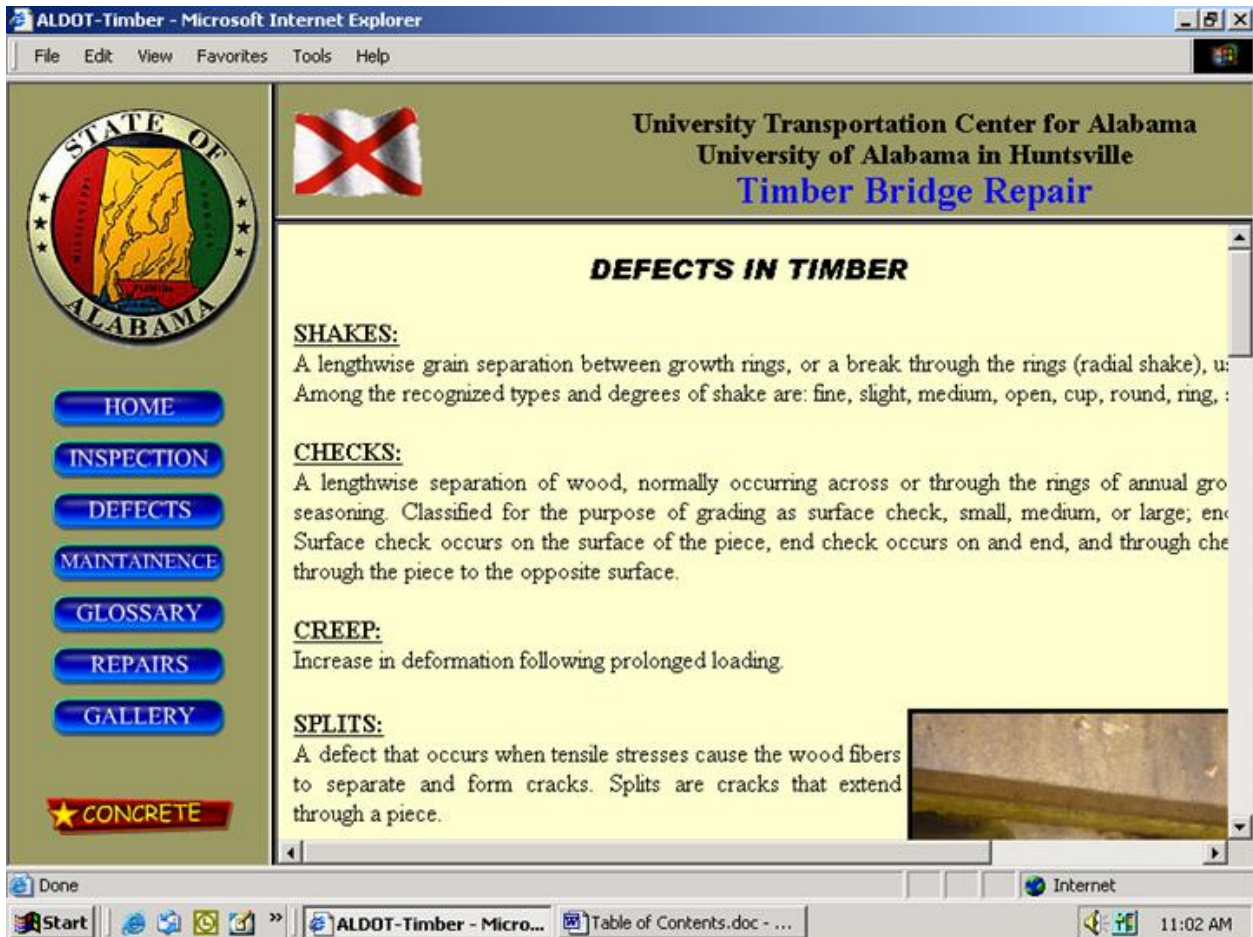 ALDOT-Timber - Microsoft Internet Explorer
File Edit View Favorites Tools Help
STATE OF
ALABAMA
MISSISSIPPI
FLORIDA
University Transportation Center for Alabama
University of Alabama in Huntsville
Timber Bridge Repair
HOME
INSPECTION
DEFECTS
MAINTAINENCE
GLOSSARY
REPAIRS
GALLERY
CONCRETE
DEFECTS IN TIMBER
SHAKES:
A lengthwise grain separation between growth rings, or a break through the rings (radial shake),
Among the recognized types and degrees of shake are: fine, slight, medium, open, cup, round, ring,
CHECKS:
A lengthwise separation of wood, normally occurring across or through the rings of annual gro
seasoning. Classified for the purpose of grading as surface check, small, medium, or large;
Surface check occurs on the surface of the piece, end check occurs on and end, and through che
through the piece to the opposite surface.
CREEP:
Increase in deformation following prolonged loading.
SPLITS:
A defect that occurs when tensile stresses cause the wood fibers
to separate and form cracks. Splits are cracks that extend
through a piece.
Done
Internet
Start
»
ALDOT-Timber - Micro...
Table of Contents.doc - ...
11:02 AM